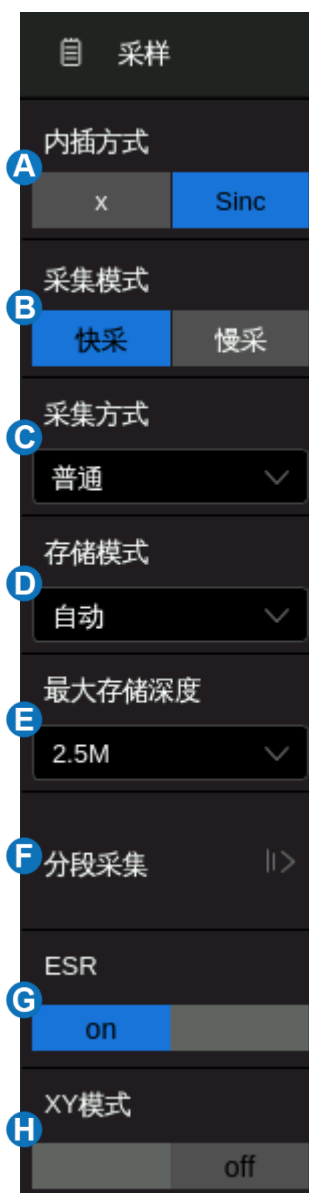 采样
内插方式
A
x Sinc
采集模式
B
快采 慢采
采集方式
C
普通
存储模式
D
自动
最大存储深度
E
2.5M
F 分段采集
ESR
G
on
XY模式
H
off